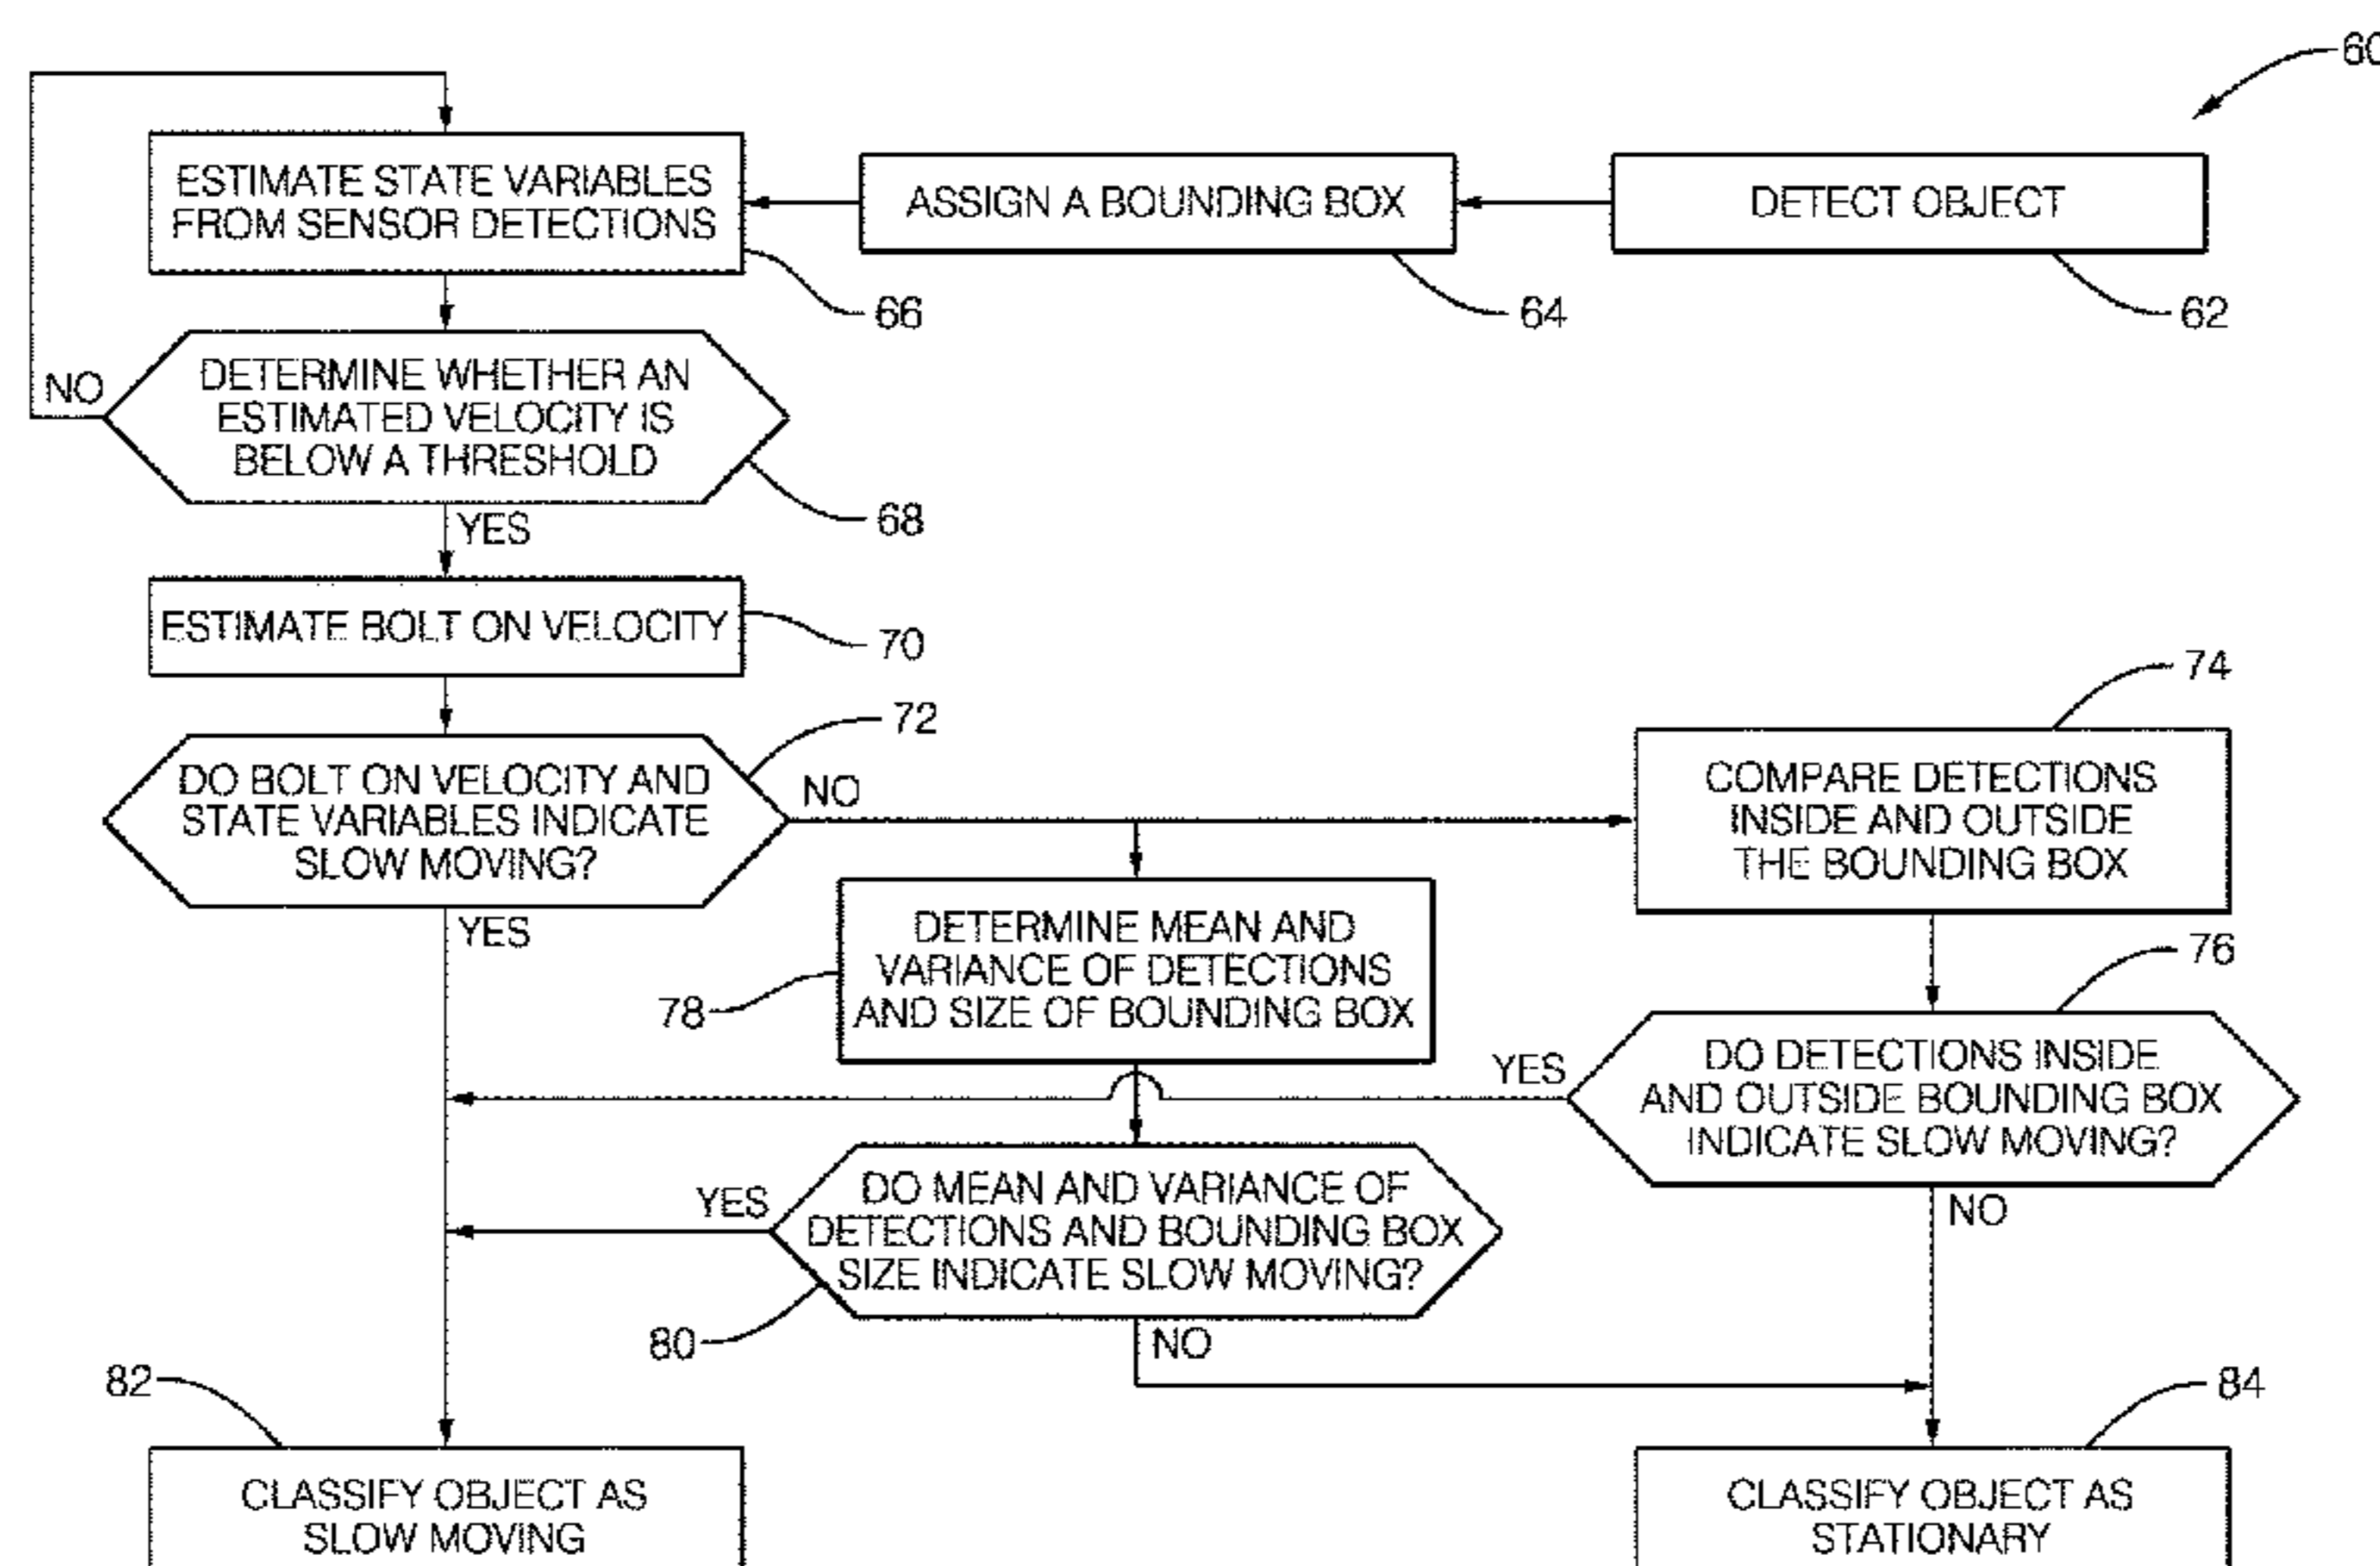 60
ESTIMATE STATE VARIABLES
FROM SENSOR DETECTIONS
66
ASSIGN A BOUNDING BOX
64
DETECT OBJECT
62
DETERMINE WHETHER AN
ESTIMATED VELOCITY IS
BELOW A THRESHOLD
NO
68
YES
ESTIMATE BOLT ON VELOCITY
70
DO BOLT ON VELOCITY AND
STATE VARIABLES INDICATE
SLOW MOVING?
72
NO
YES
74
COMPARE DETECTIONS
INSIDE AND OUTSIDE
THE BOUNDING BOX
DETERMINE MEAN AND
VARIANCE OF DETECTIONS
AND SIZE OF BOUNDING BOX
78
76
DO DETECTIONS INSIDE
AND OUTSIDE BOUNDING BOX
INDICATE SLOW MOVING?
YES
NO
DO MEAN AND VARIANCE OF
DETECTIONS AND BOUNDING BOX
SIZE INDICATE SLOW MOVING?
YES
80
NO
82
CLASSIFY OBJECT AS
SLOW MOVING
84
CLASSIFY OBJECT AS
STATIONARY